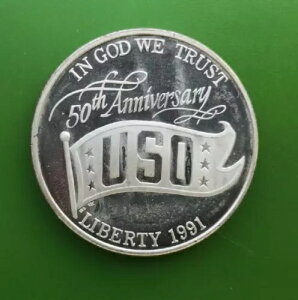 IN GOD WE TRUST
50th Anniversary
USO
LIBERTY 1991